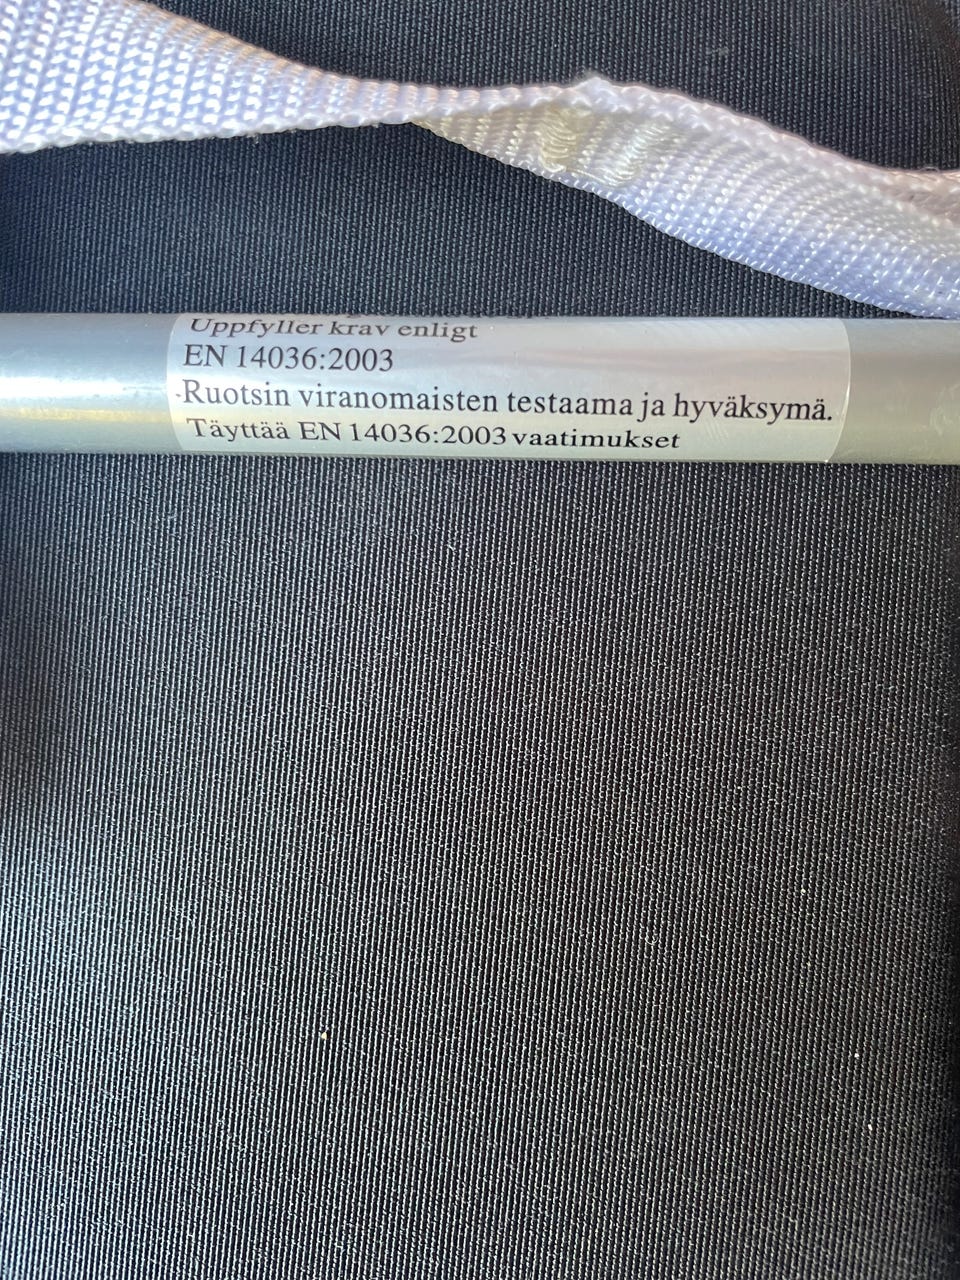 Uppfyller krav enligt
EN 14036:2003
-Ruotsin viranomaisten testaama ja hyväksymä.
Täyttää EN 14036:2003 vaatimukset